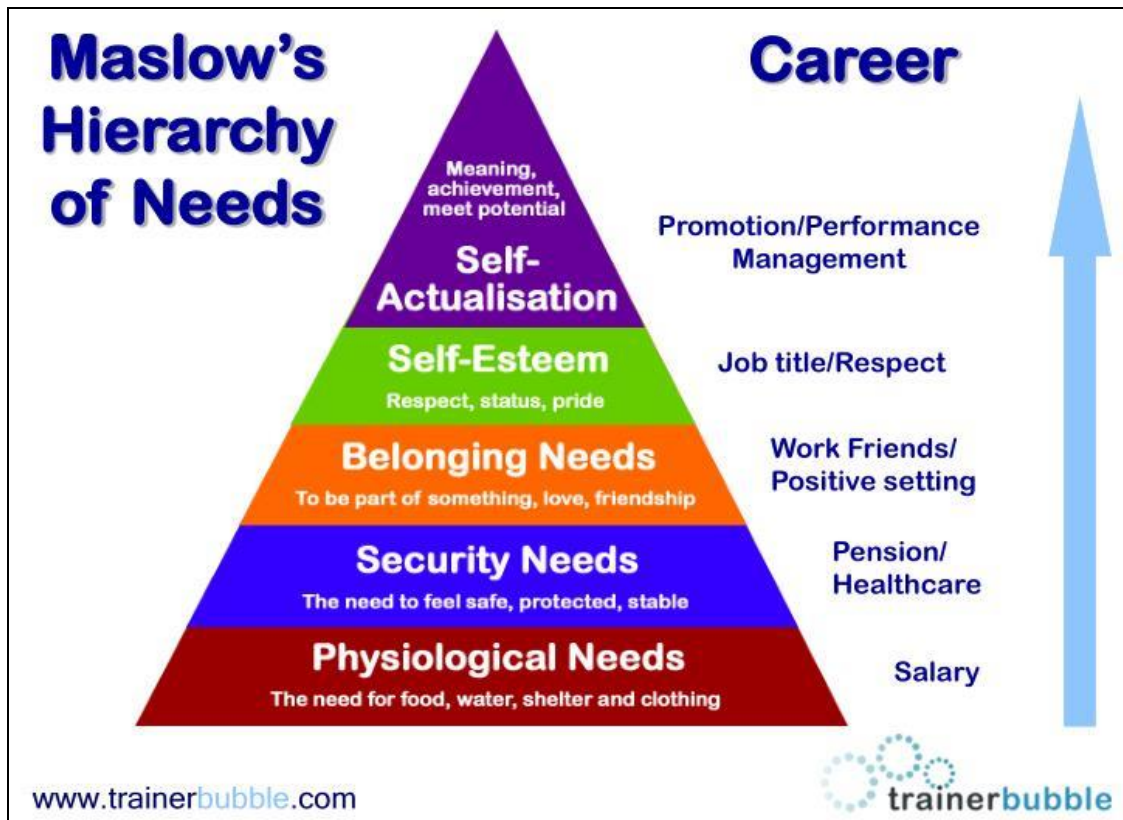 Maslow's
Hierarchy
of Needs
Career
Meaning,
achievement,
meet potential
Self-
Actualisation
Promotion/Performance
Management
Self-Esteem
Respect, status, pride
Job title/Respect
Belonging Needs
To be part of something, love, friendship
Work Friends/
Positive setting
Security Needs
The need to feel safe, protected, stable
Pension/
Healthcare
Physiological Needs
The need for food, water, shelter and clothing
Salary
www.trainerbubble.com
trainerbubble